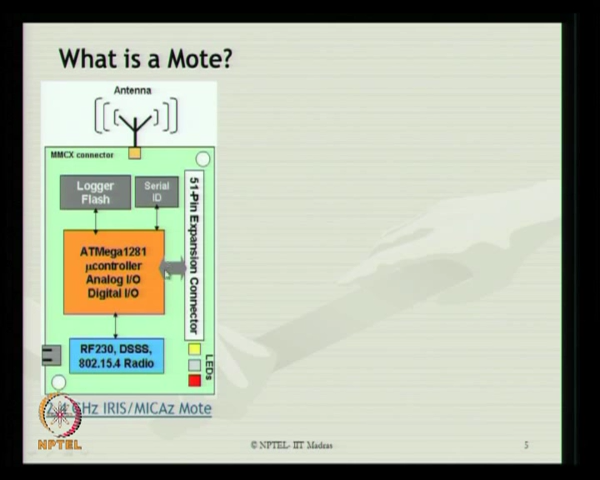 What is a Mote?
Antenna
MMCX connector
Logger
Flash
Serial
ID
51-Pin Expansion Connector
ATMega1281
µcontroller
Analog I/O
Digital I/O
RF230, DSSS,
802.15.4 Radio
LEDs
GHz IRIS/MICAz Mote
NPTEL
© NPTEL- IIT Madras
5